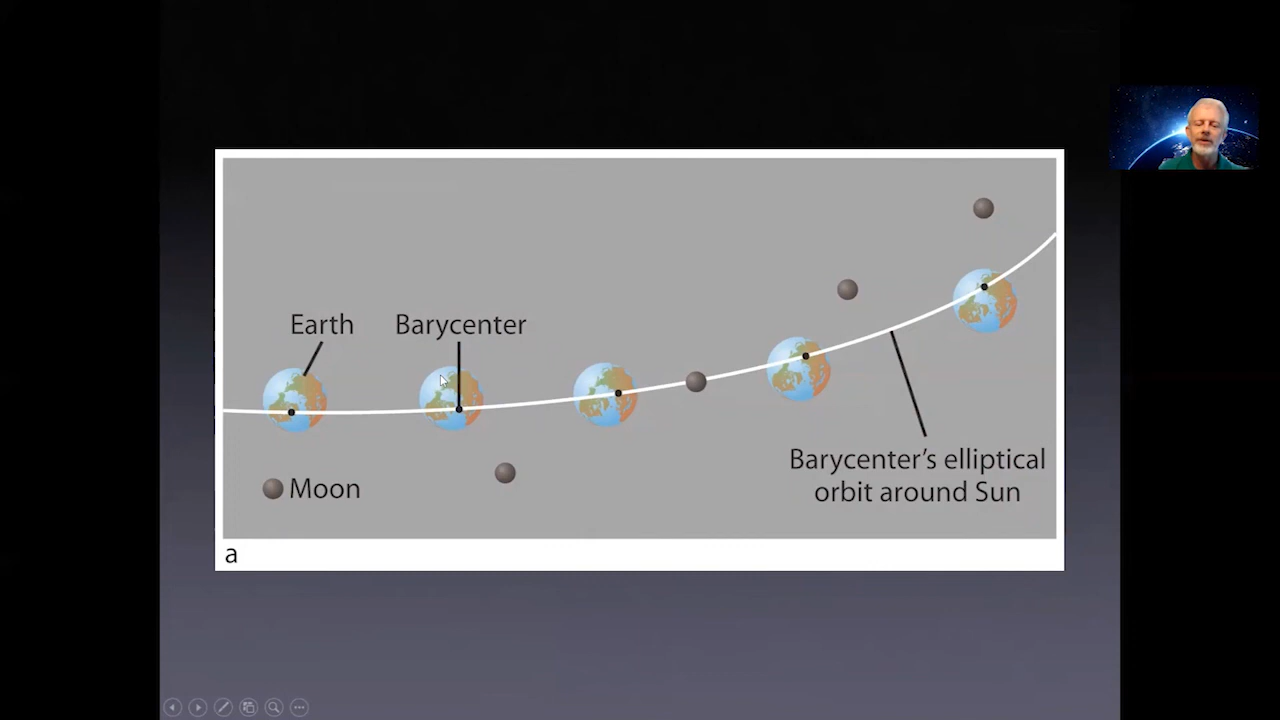 Earth
Barycenter
Moon
Barycenter's elliptical
orbit around Sun
a